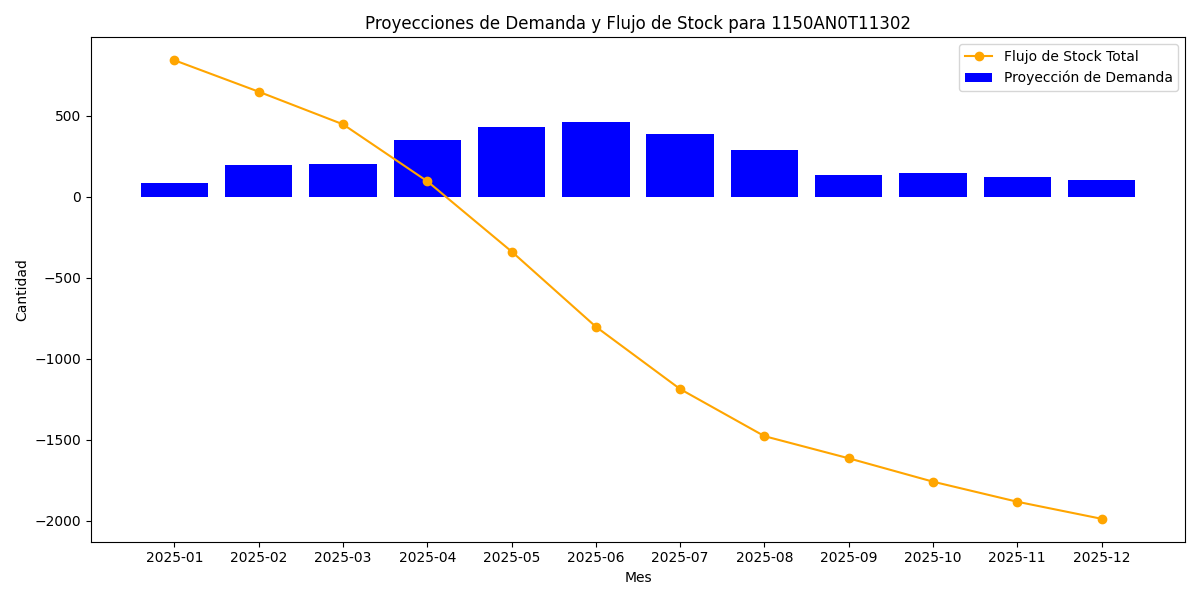 Proyecciones de Demanda y Flujo de Stock para 1150AN0T11302
Flujo de Stock Total
Proyección de Demanda
Cantidad
500
0
−500
−1000
−1500
−2000
2025-01 2025-02 2025-03 2025-04 2025-05 2025-06 2025-07 2025-08 2025-09 2025-10 2025-11 2025-12
Mes